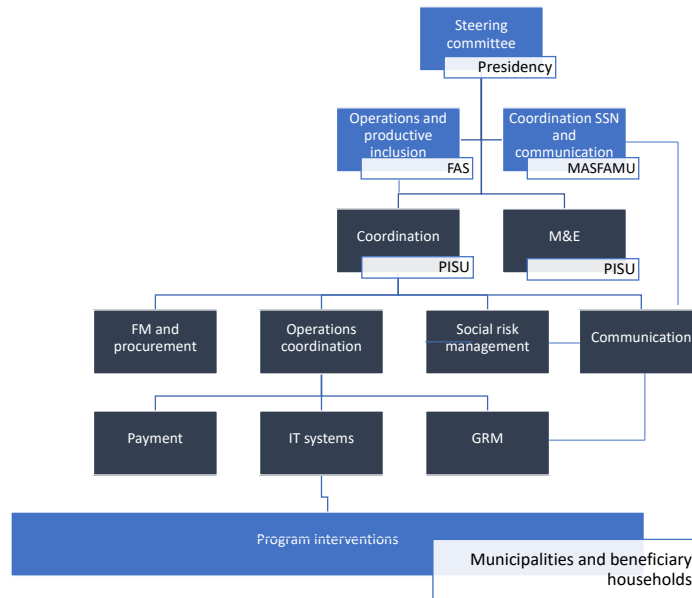 Steering
committee
Presidency
Operations and
productive
inclusion
FAS
Coordination SSN
and
communication
MASFAMU
Coordination
PISU
M&E
PISU
FM and
procurement
Operations
coordination
Social risk
management
Communication
Payment
IT systems
GRM
Program interventions
Municipalities and beneficiary
households